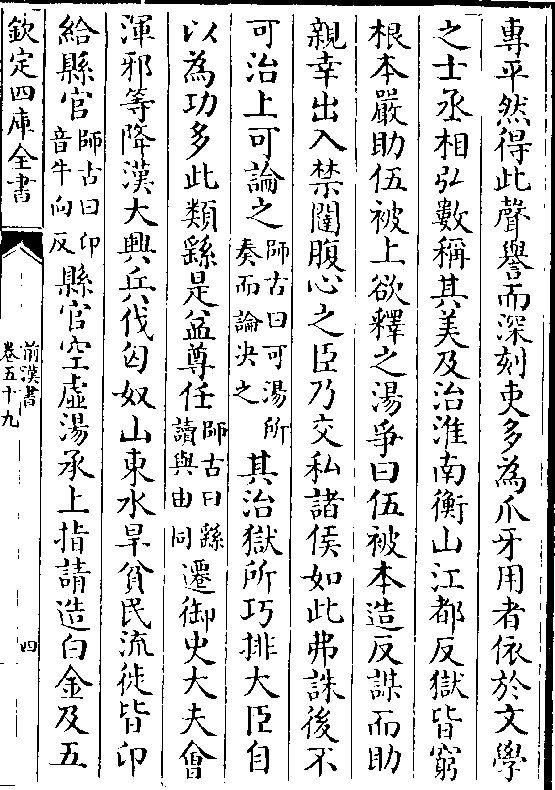 專平然得此聲譽而深刻吏多為爪牙用者依於文學
之士丞相弘數稱其美及治淮南衡山江都反獄皆窮
根本嚴助伍被上欲釋之湯爭曰伍被本造反謀而助
親幸出入禁闥腹心之臣乃交私諸侯如此弗誅後不
可治上可論之師古曰可湯所奏而論決之其治獄所巧排大臣自
以為功多此類繇是益尊任師古曰繇讀與由同遷御史大夫會
渾邪等降漢大興兵伐匈奴山東水旱貧民流徙皆卬
給縣官師古曰卬音牛向反縣官空虛湯承上指請造白金及五
欽定四庫全書
前漢書
卷五十九
四